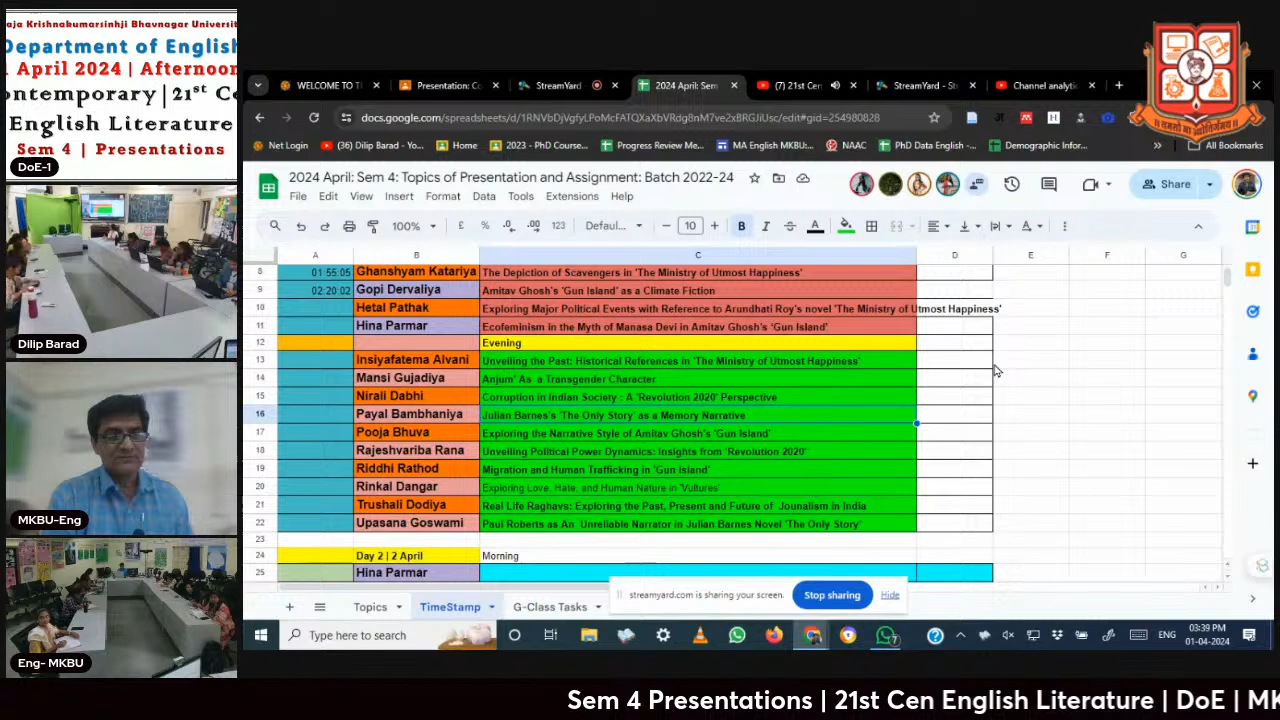 aja Krishnakumarsinhji Bhavnagar Universit
Department of English
April 2024 | Afternoon
ontemporary|21st Ce
English Literature
Sem 4 | Presentations
DoE-1
Dilip Barad
MKBU-Eng
Eng- MKBU
WELCOME TO T
Presentation: Co
StreamYard
2024 April: Sem
(7) 21st Cen
StreamYard - St
Channel analytic
docs.google.com/spreadsheets/d/1RNVbDjVgfyLPoMcFATQXaXbVRdg8nM7ve2xBRGJiUsc/edit#gid=254980828
Net Login
(36) Dilip Barad - Yo...
Home
2023 - PhD Course...
Progress Review Me...
MA English MKBU:...
NAAC
PhD Data English -...
Demographic Infor...
All Bookmarks
2024 April: Sem 4: Topics of Presentation and Assignment: Batch 2022-24
Share
File Edit View Insert Format Data Tools Extensions
100% £ % .0 .00 123 Defaul... 10 B I A
A B C D E F G
8 01:55:05 Ghanshyam Katariya The Depiction of Scavengers in 'The Ministry of Utmost Happiness'
9 02:20:02 Gopi Dervaliya Amitav Ghosh's 'Gun Island' as a Climate Fiction
10 Hetal Pathak Exploring Major Political Events with Reference to Arundhati Roy's novel 'The Ministry of Utmost Happiness'
11 Hina Parmar Ecofeminism in the Myth of Manasa Devi in Amitav Ghosh's 'Gun Island'
12 Evening
13 Insiyafatema Alvani Unveiling the Past: Historical References in 'The Ministry of Utmost Happiness'
14 Mansi Gujadiya Anjum' As a Transgender Character
15 Nirali Dabhi Corruption in Indian Society : A 'Revolution 2020' Perspective
16 Payal Bambhaniya Julian Barnes's 'The Only Story' as a Memory Narrative
17 Pooja Bhuva Exploring the Narrative Style of Amitav Ghosh's 'Gun Island'
18 Rajeshvariba Rana Unveiling Political Power Dynamics: Insights from 'Revolution 2020'
19 Riddhi Rathod Migration and Human Trafficking in 'Gun Island'
20 Rinkal Dangar Exploring Love, Hate, and Human Nature in 'Vultures'
21 Trushali Dodiya Real Life Raghavs: Exploring the Past, Present and Future of Jounalism in India
22 Upasana Goswami Paul Roberts as An Unreliable Narrator in Julian Barnes Novel 'The Only Story'
23
24 Day 2 | 2 April Morning
25 Hina Parmar
streamyard.com is sharing your screen.
Stop sharing
Hide
Topics
TimeStamp
G-Class Tasks
Type here to search
ENG
03:39 PM
01-04-2024
Sem 4 Presentations | 21st Cen English Literature | DoE | MK